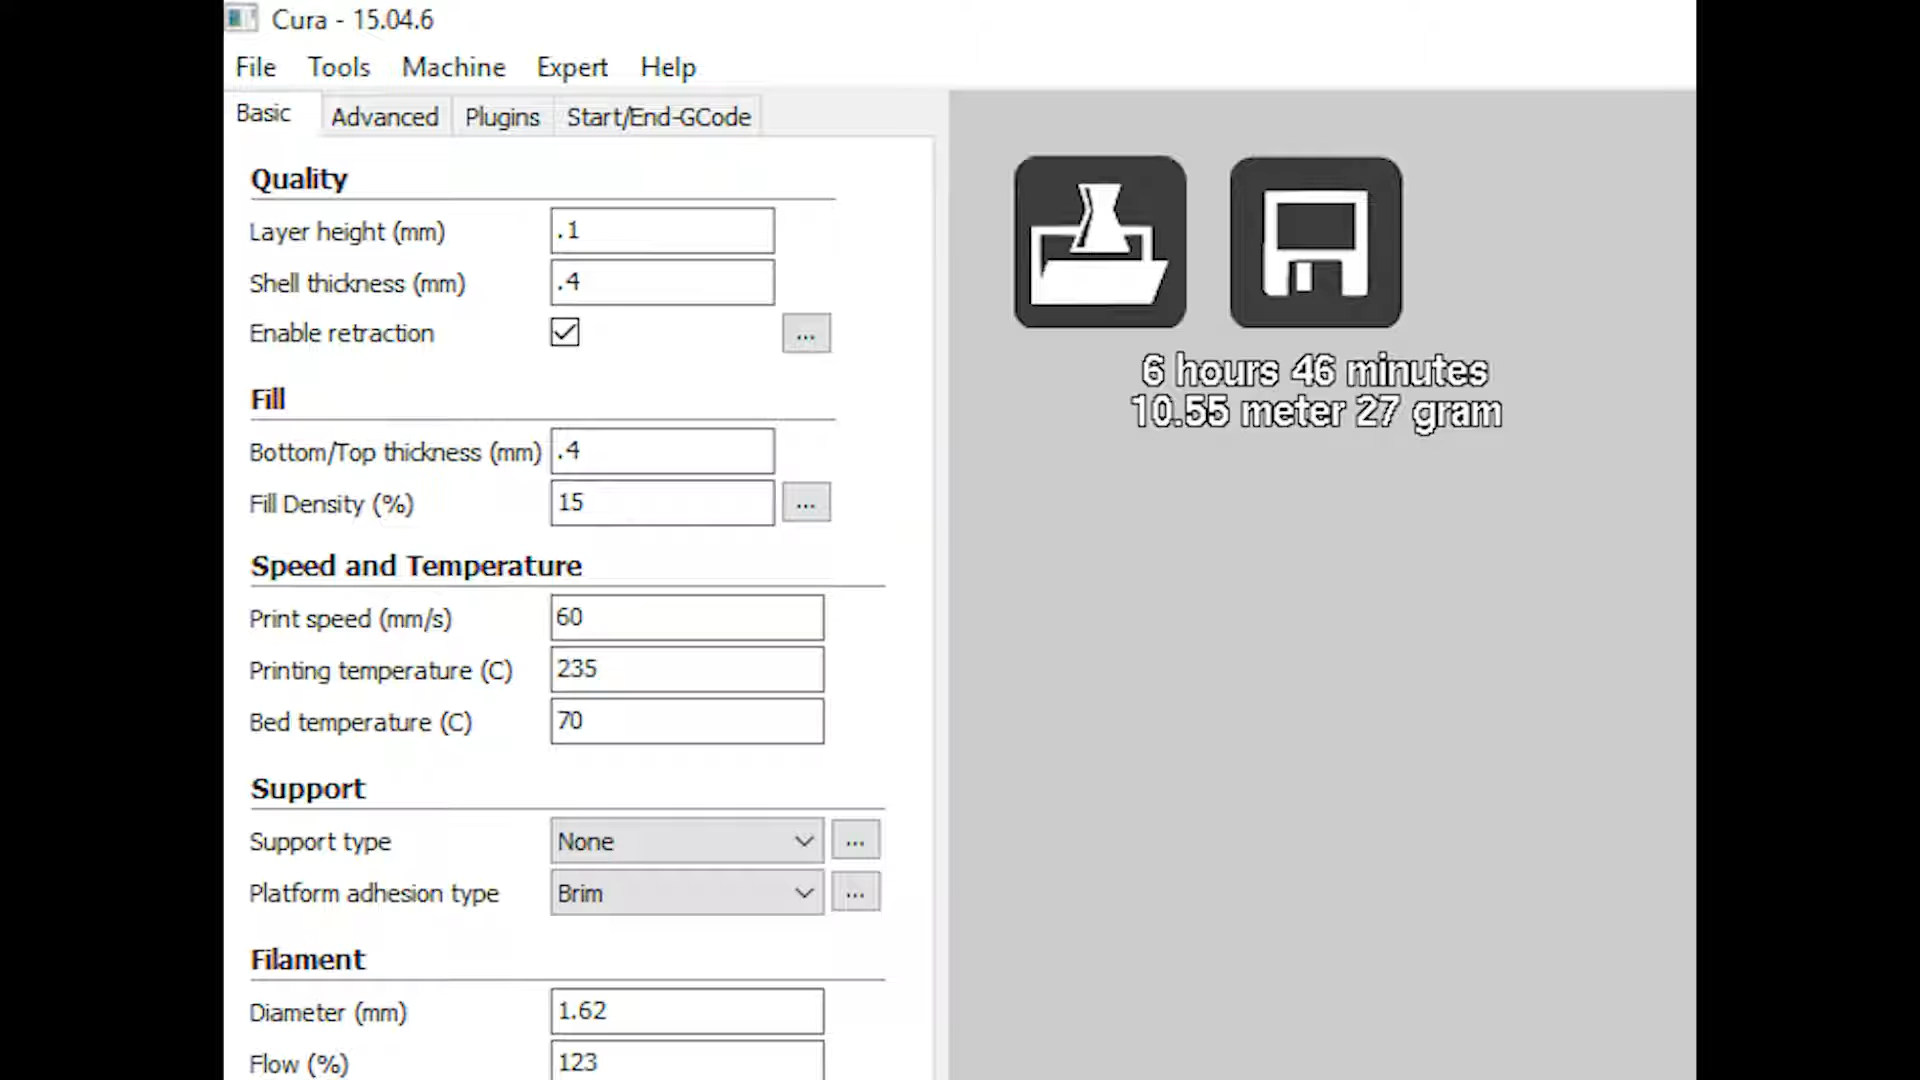 Cura - 15.04.6
File Tools Machine Expert Help
Basic Advanced Plugins Start/End-GCode
Quality
Layer height (mm) .1
Shell thickness (mm) .4
Enable retraction ...
6 hours 46 minutes
10.55 meter 27 gram
Fill
Bottom/Top thickness (mm) .4
Fill Density (%) 15 ...
Speed and Temperature
Print speed (mm/s) 60
Printing temperature (C) 235
Bed temperature (C) 70
Support
Support type None ...
Platform adhesion type Brim ...
Filament
Diameter (mm) 1.62
Flow (%) 123